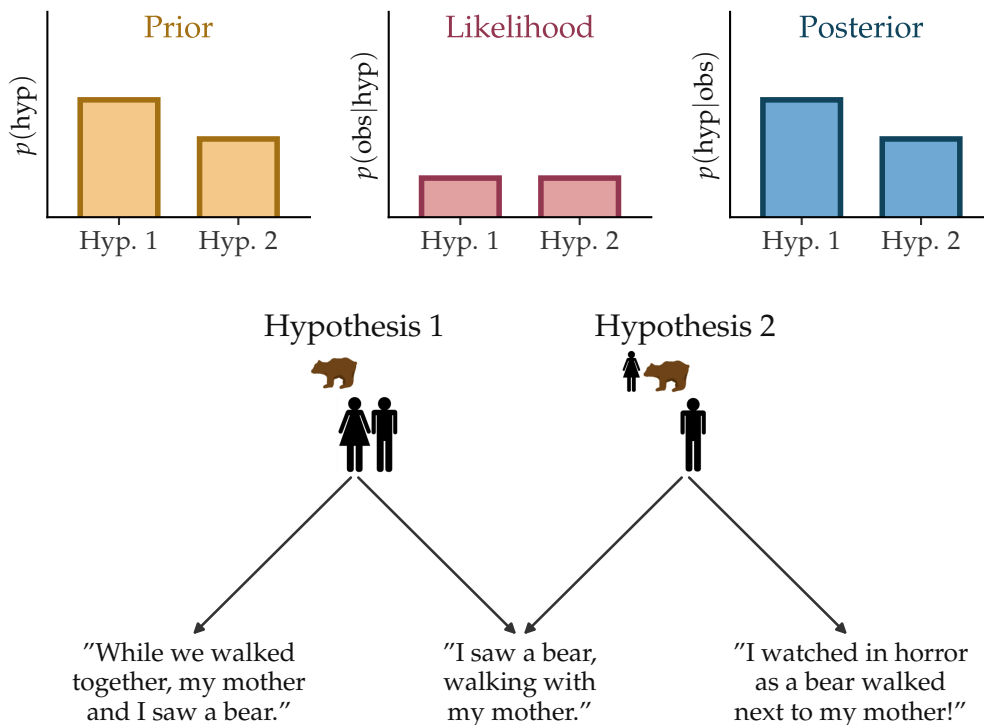 Prior
p(hyp)
Hyp. 1
Hyp. 2
Likelihood
p(obs|hyp)
Hyp. 1
Hyp. 2
Posterior
p(hyp|obs)
Hyp. 1
Hyp. 2
Hypothesis 1
Hypothesis 2
”While we walked
together, my mother
and I saw a bear.”
”I saw a bear,
walking with
my mother.”
”I watched in horror
as a bear walked
next to my mother!”